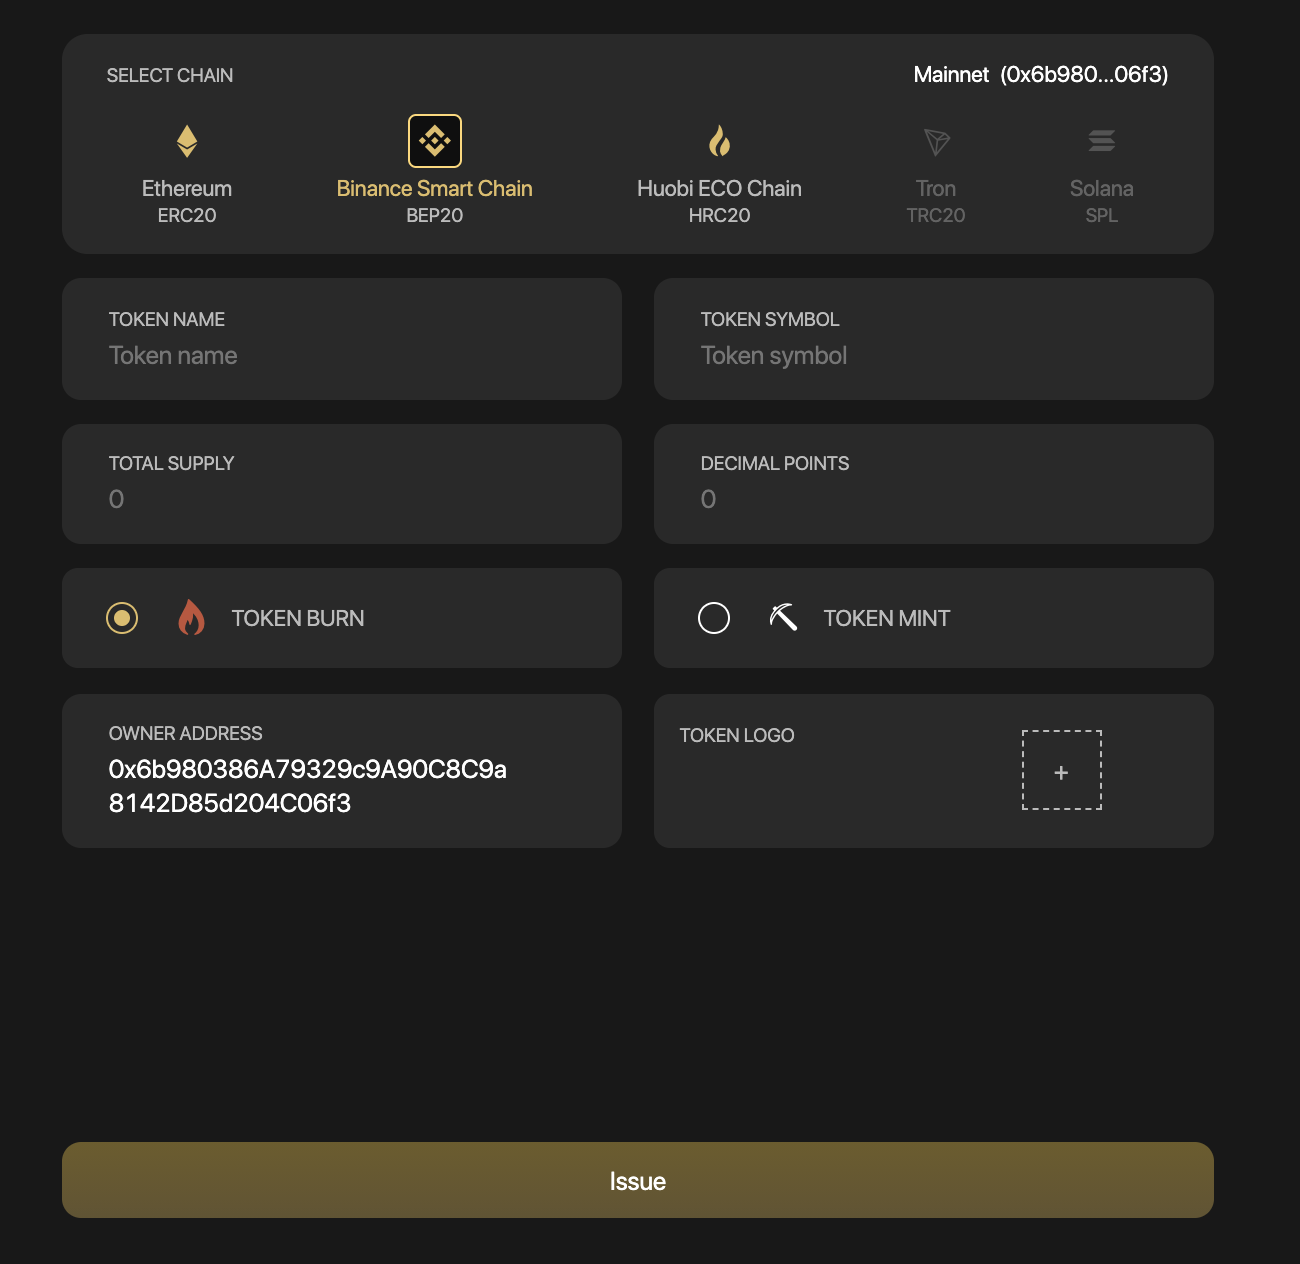 SELECT CHAIN
Mainnet (0x6b980...06f3)
Ethereum
ERC20
Binance Smart Chain
BEP20
Huobi ECO Chain
HRC20
Tron
TRC20
Solana
SPL
TOKEN NAME
Token name
TOKEN SYMBOL
Token symbol
TOTAL SUPPLY
0
DECIMAL POINTS
0
TOKEN BURN
TOKEN MINT
OWNER ADDRESS
0x6b980386A79329c9A90C8C9a
8142D85d204C06f3
TOKEN LOGO
+
Issue